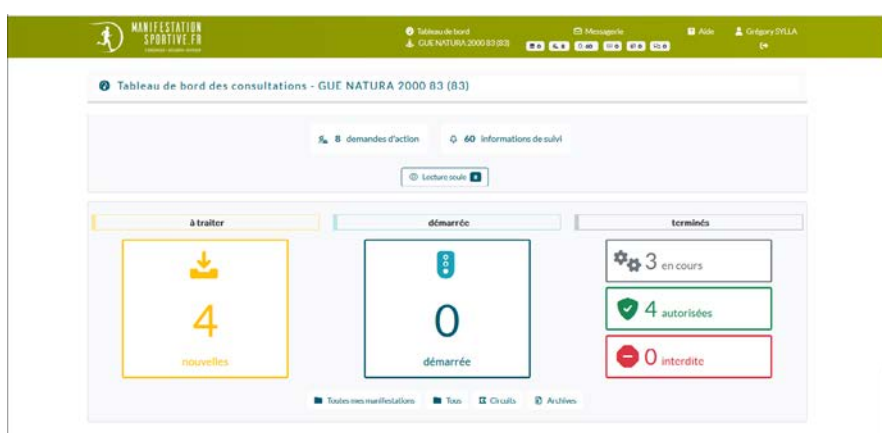 MANIFESTATION
SPORTIVE.FR
Tableau de bord
GUE NATURA 2000 83 (83)
Messagerie
Aide
Grégory SYLLA
Tableau de bord des consultations - GUE NATURA 2000 83 (83)
8 demandes d'action
60 informations de suivi
Lecture seule
à traiter
démarrée
terminés
4
nouvelles
0
démarrée
3 en cours
4 autorisées
0 interdite
Toutes mes manifestations
Tous
Circuits
Archives